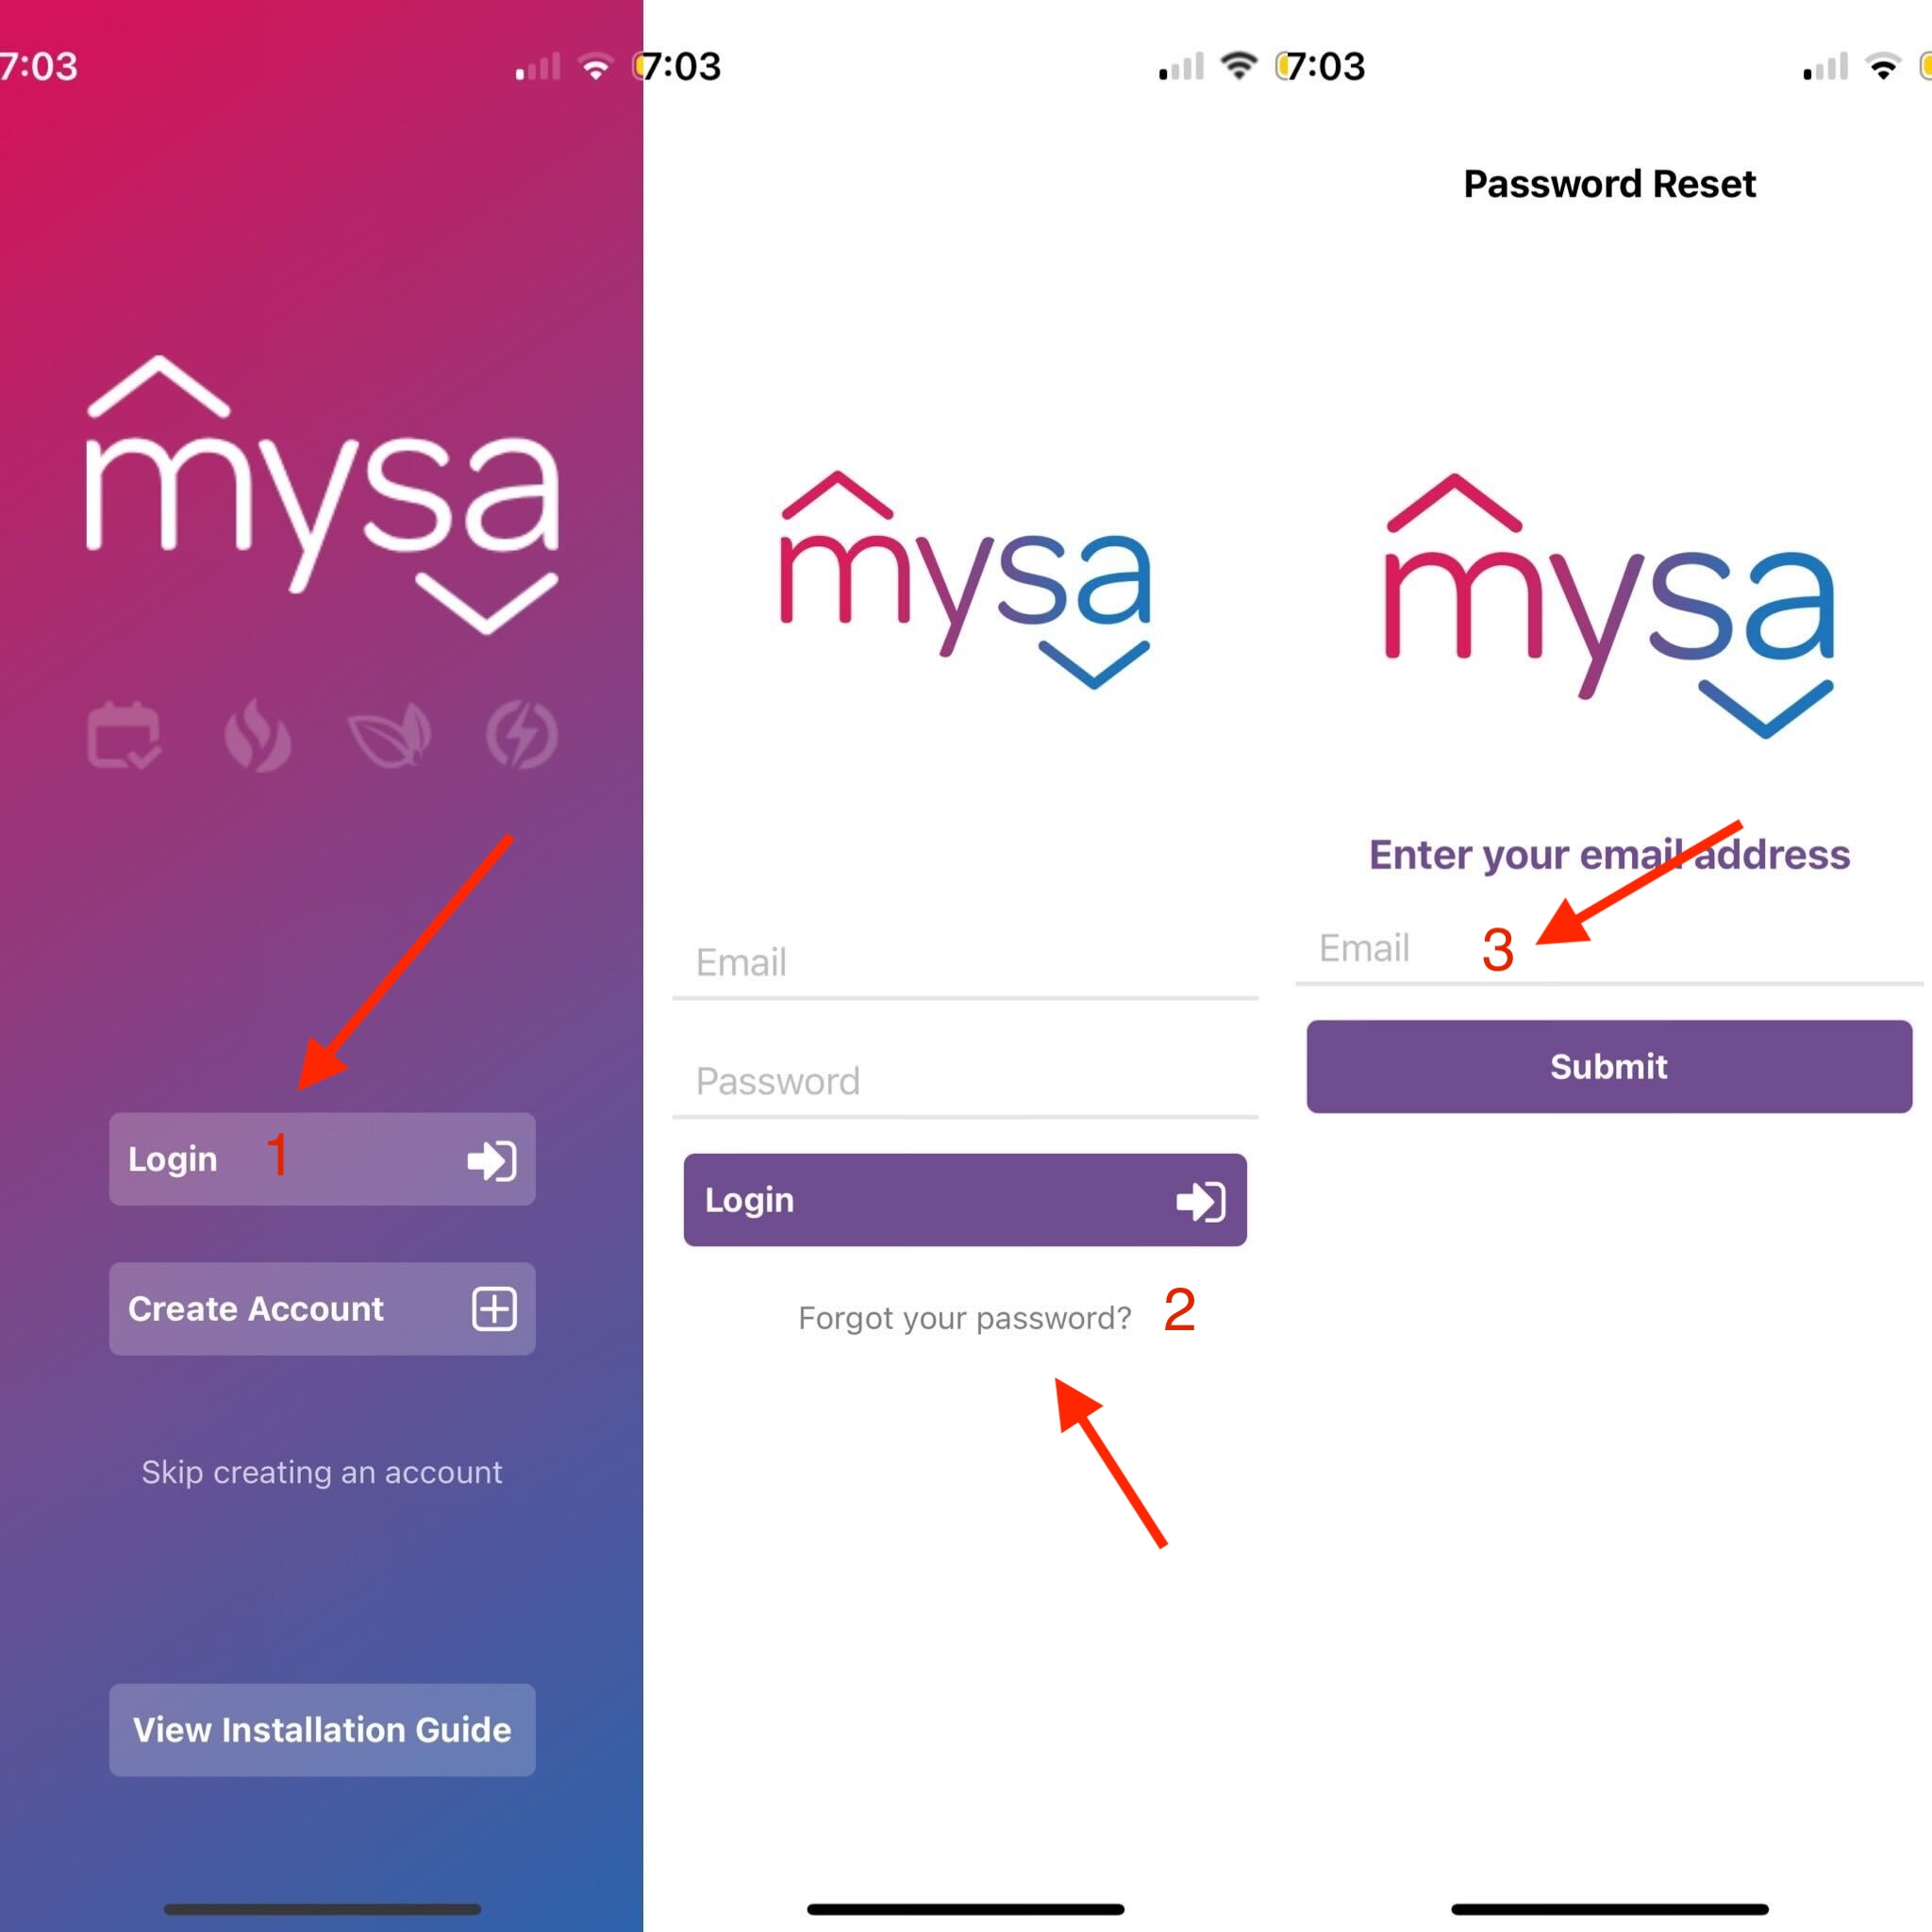 7:03
mysa
Login 1
Create Account
Skip creating an account
View Installation Guide
7:03
mysa
Email
Password
Login
Forgot your password? 2
7:03
Password Reset
mysa
Enter your email address
Email 3
Submit